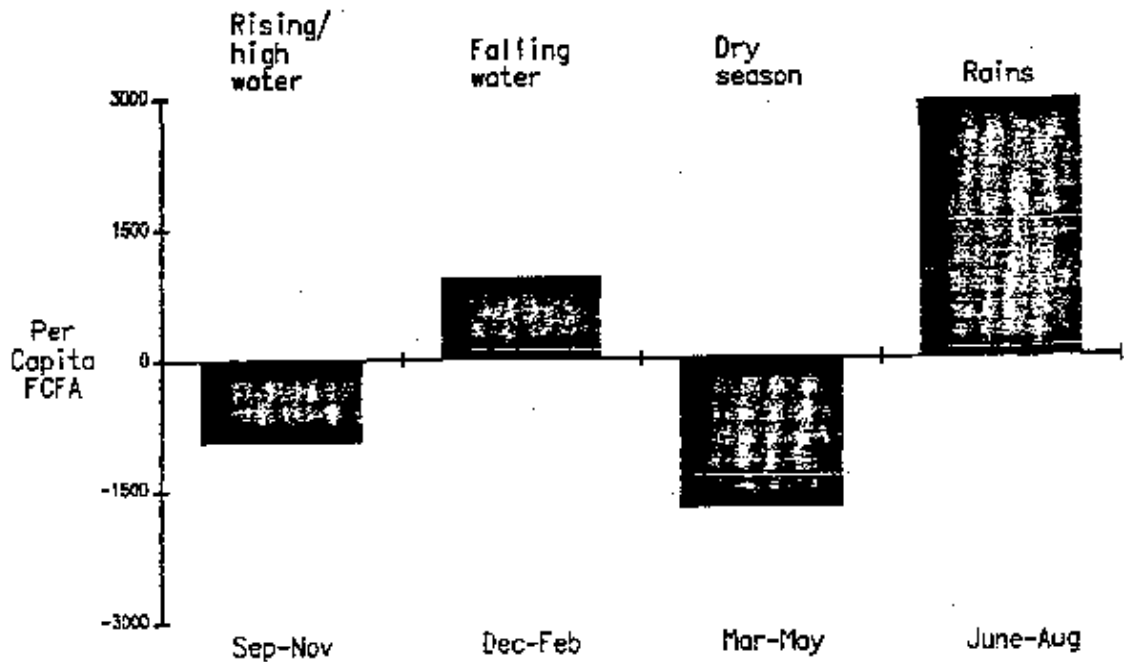 Rising/
high
water
Falling
water
Dry
season
Rains
3000
1500
Per
Capita
FCFA
0
-1500
-3000
Sep-Nov
Dec-Feb
Mar-May
June-Aug